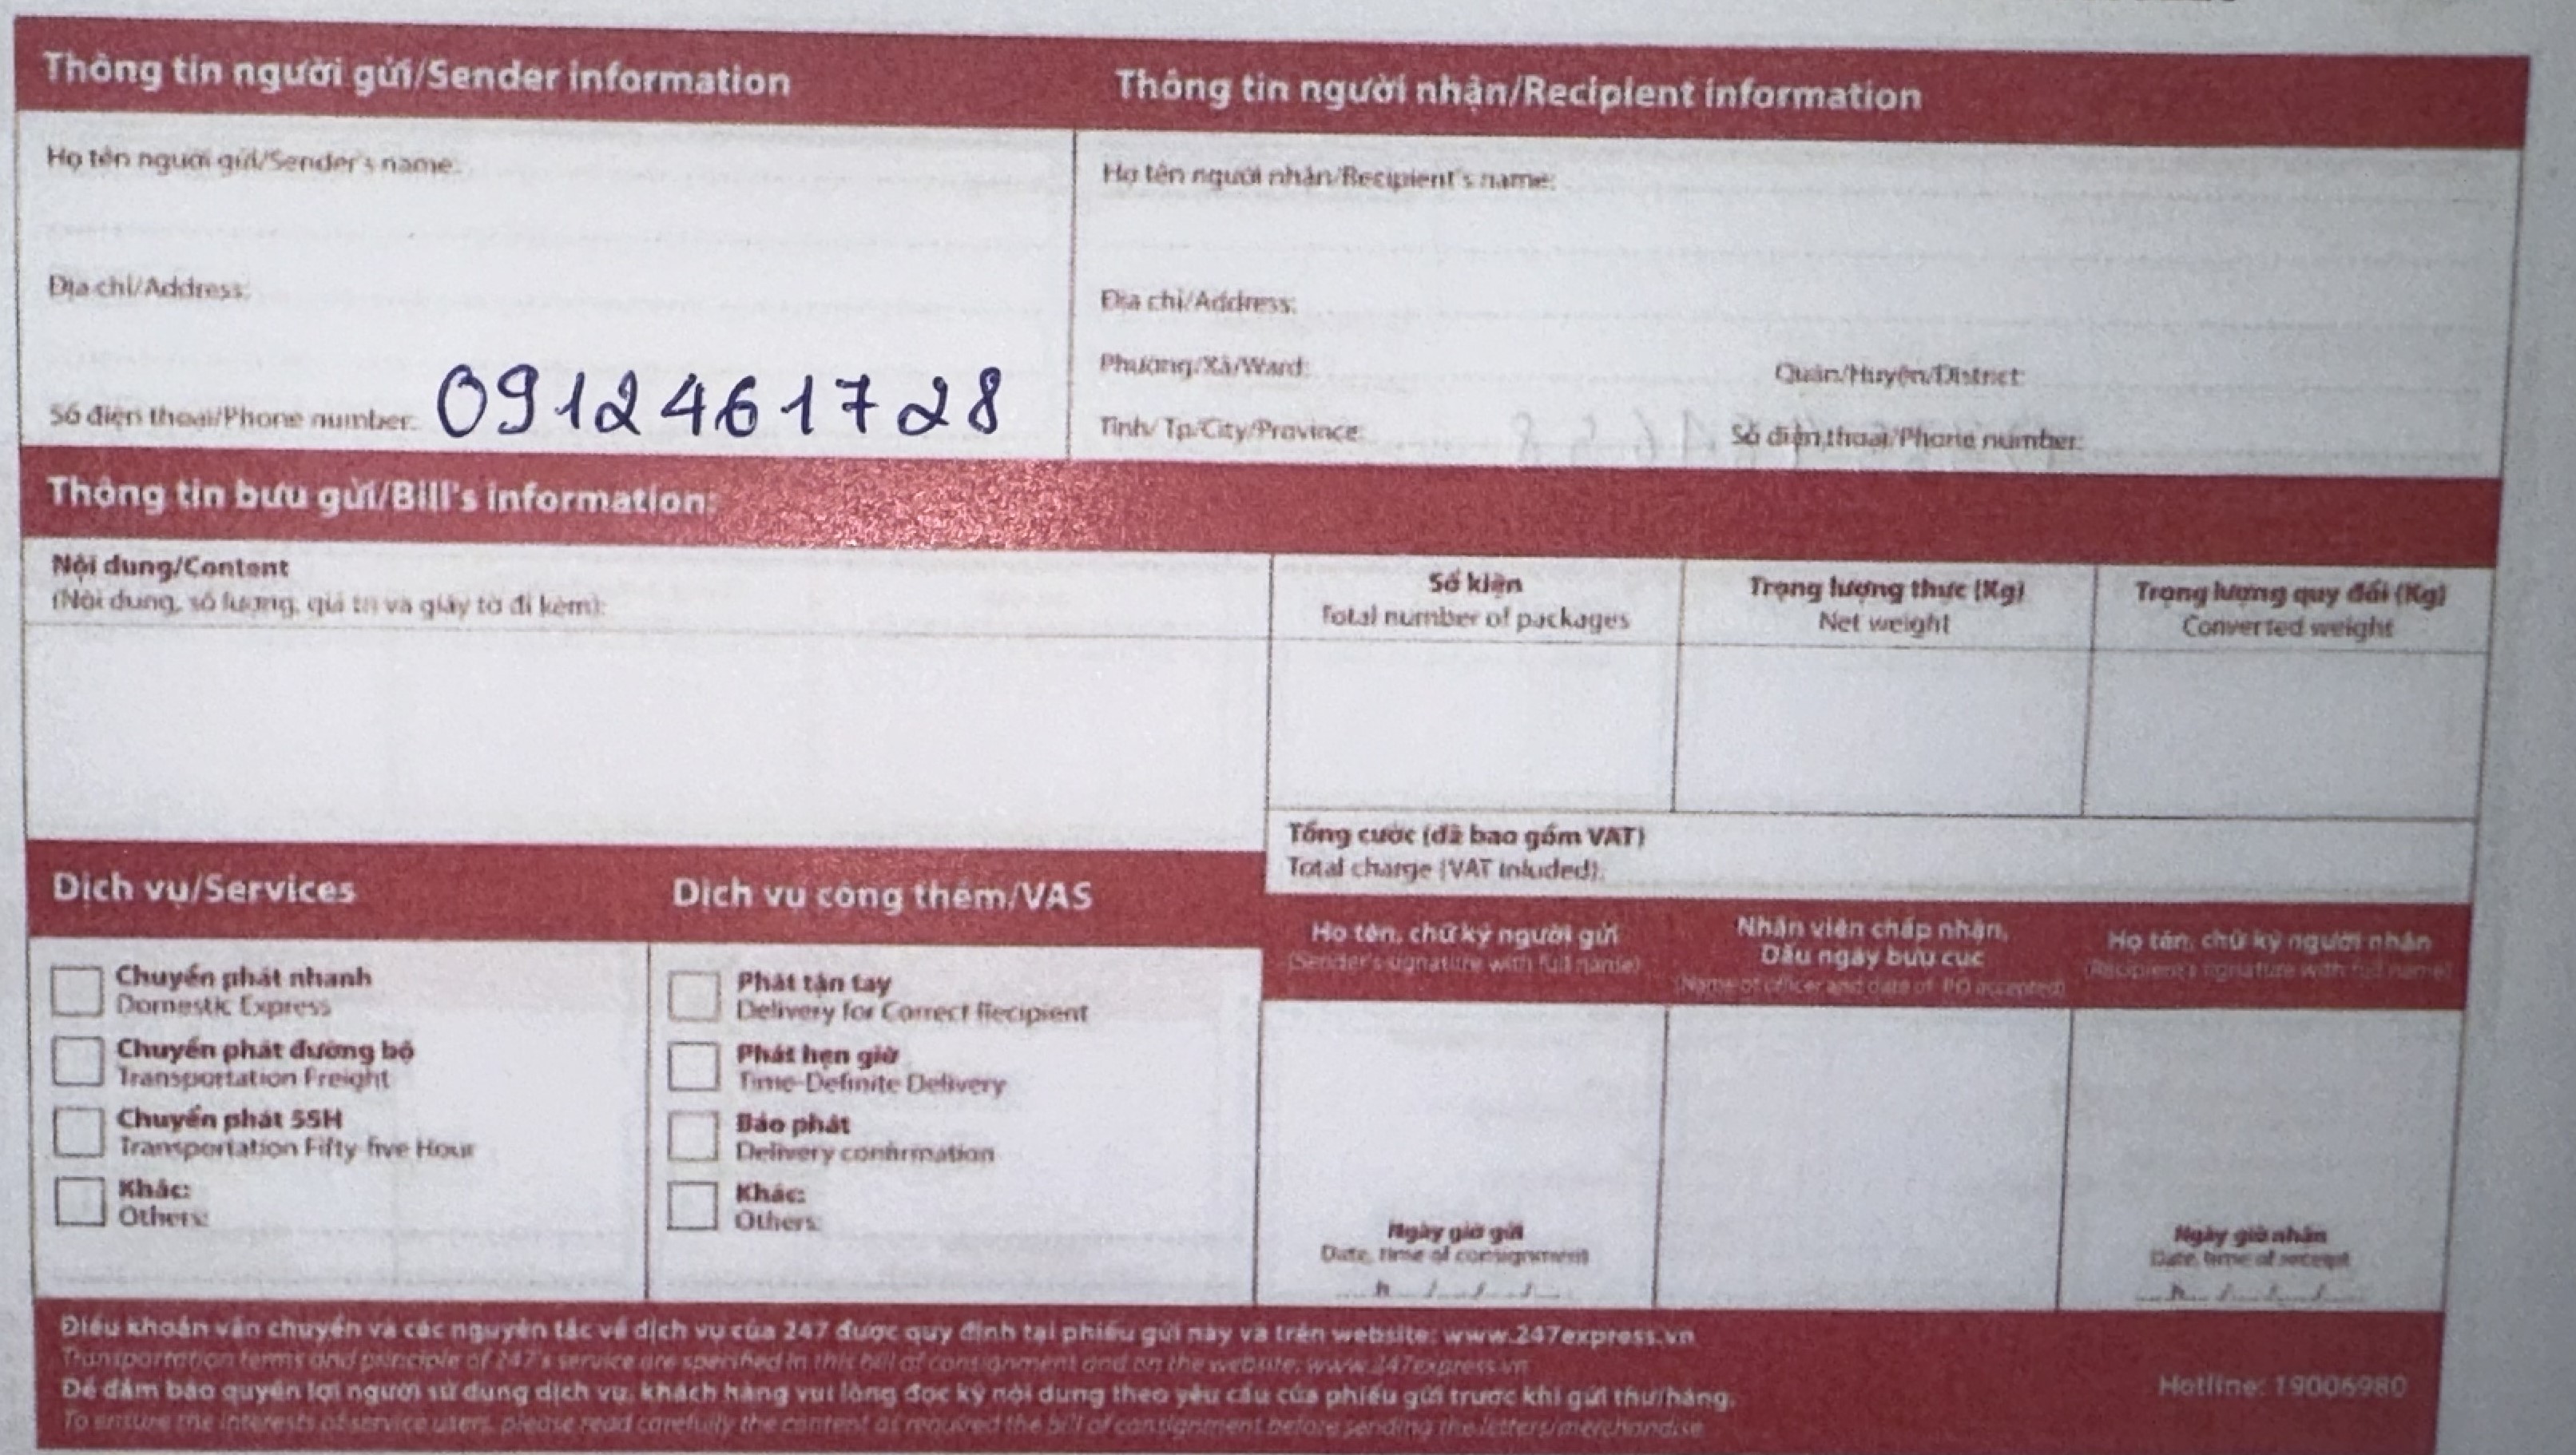 Thông tin người gửi/Sender information
Thông tin người nhận/Recipient information
Họ tên người gửi/Sender's name:
Địa chỉ/Address:
Số điện thoại/Phone number: 0912461728
Họ tên người nhận/Recipient's name:
Địa chỉ/Address:
Phường/Xã/Ward:
Quận/Huyện/District:
Tỉnh/ Tp/City/Province:
Số điện thoại/Phone number:
Thông tin bưu gửi/Bill's information:
Nội dung/Content
(Nội dung, số lượng, giá trị và giấy tờ đi kèm):
Số kiện
Total number of packages
Trọng lượng thực (Kg)
Net weight
Trọng lượng quy đổi (Kg)
Converted weight
Tổng cước (đã bao gồm VAT)
Total charge (VAT inluded):
Dịch vụ/Services
Chuyển phát nhanh
Domestic Express
Chuyển phát đường bộ
Transportation Freight
Chuyển phát 55H
Transportation Fifty-five Hour
Khác:
Others:
Dịch vụ cộng thêm/VAS
Phát tận tay
Delivery for Correct Recipient
Phát hẹn giờ
Time-Definite Delivery
Báo phát
Delivery confirmation
Khác:
Others:
Họ tên, chữ ký người gửi
(Sender's signature with full name)
Ngày giờ gửi
Date, time of consignment
....h..../..../..../....
Nhân viên chấp nhận,
Dấu ngày bưu cục
(Name of officer and date of PO accepted)
Họ tên, chữ ký người nhận
(Recipient's signature with full name)
Ngày giờ nhận
Date, time of receipt
....h..../..../..../....
Điều khoản vận chuyển và các nguyên tắc về dịch vụ của 247 được quy định tại phiếu gửi này và trên website: www.247express.vn
Transportation terms and principle of 247's service are specified in this bill of consignment and on the website: www.247express.vn
Để đảm bảo quyền lợi người sử dụng dịch vụ, khách hàng vui lòng đọc kỹ nội dung theo yêu cầu của phiếu gửi trước khi gửi thư/hàng.
To ensure the interests of service users, please read carefully the content as required the bill of consignment before sending the letters/merchandise
Hotline: 19006980